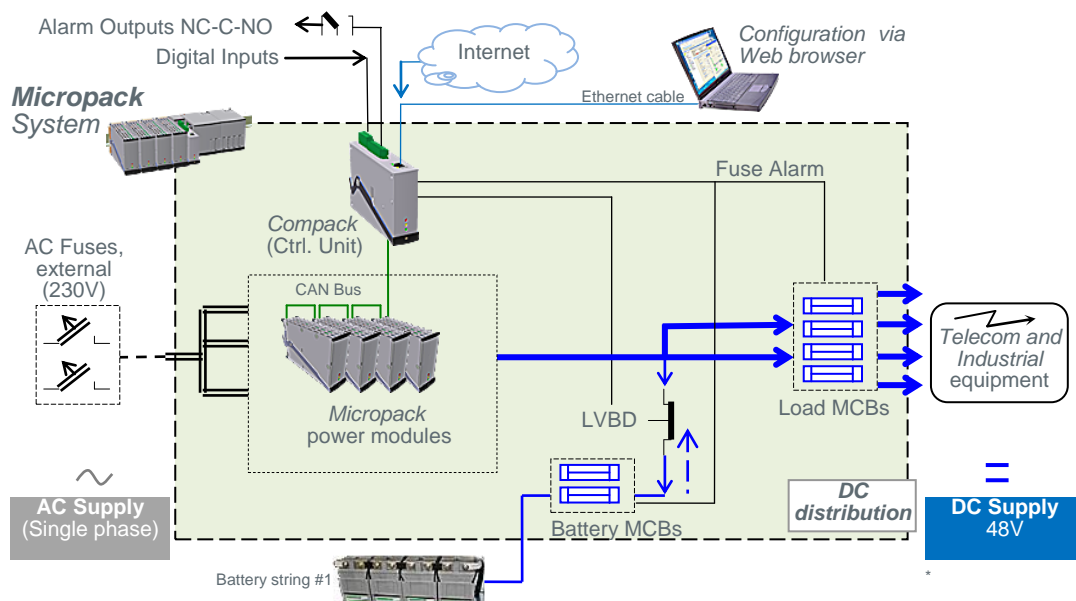 Alarm Outputs NC-C-NO
Digital Inputs
Internet
Configuration via
Web browser
Ethernet cable
Micropack
System
Fuse Alarm
Compack
(Ctrl. Unit)
AC Fuses,
external
(230V)
CAN Bus
Telecom and
Industrial
equipment
Micropack
power modules
LVBD
Load MCBs
AC Supply
(Single phase)
Battery MCBs
DC
distribution
DC Supply
48V
Battery string #1
*